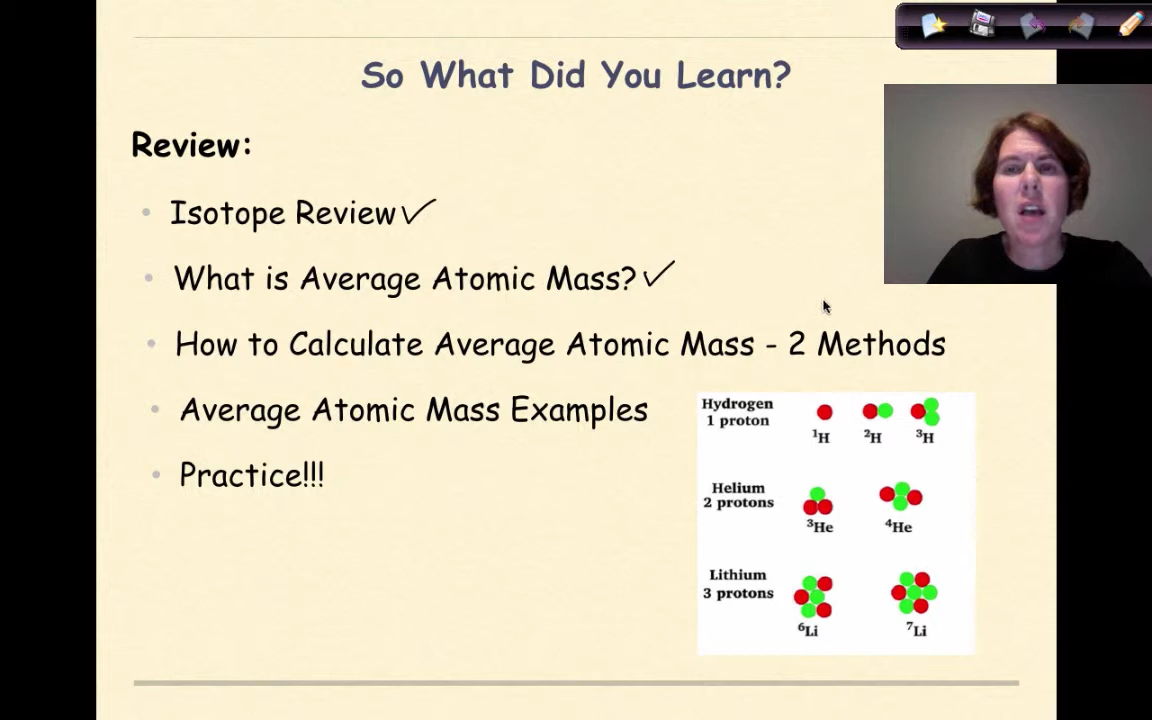 So What Did You Learn?
Review:
• Isotope Review ✓
• What is Average Atomic Mass? ✓
• How to Calculate Average Atomic Mass - 2 Methods
• Average Atomic Mass Examples
• Practice!!!
Hydrogen
1 proton
¹H ²H ³H
Helium
2 protons
³He ⁴He
Lithium
3 protons
⁶Li ⁷Li